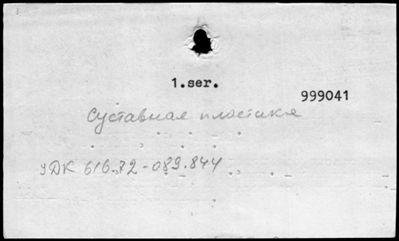 1.ser.
999041
Суставная пластика
УДК 616.72-089.844